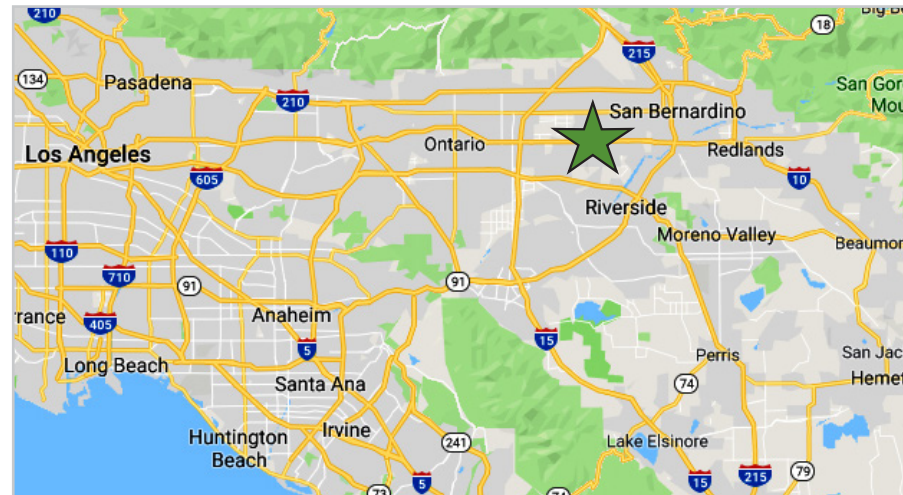 210
Big B
18
215
134
Pasadena
210
San Gor
Mou
San Bernardino
Ontario
Los Angeles
Redlands
605
10
Riverside
110
Moreno Valley
Beaumon
710
91
91
rrance
405
Anaheim
15
5
Long Beach
Perris
San Jac
Santa Ana
74
Hemet
Huntington
Beach
Irvine
241
Lake Elsinore
5
15
215
79
73
74